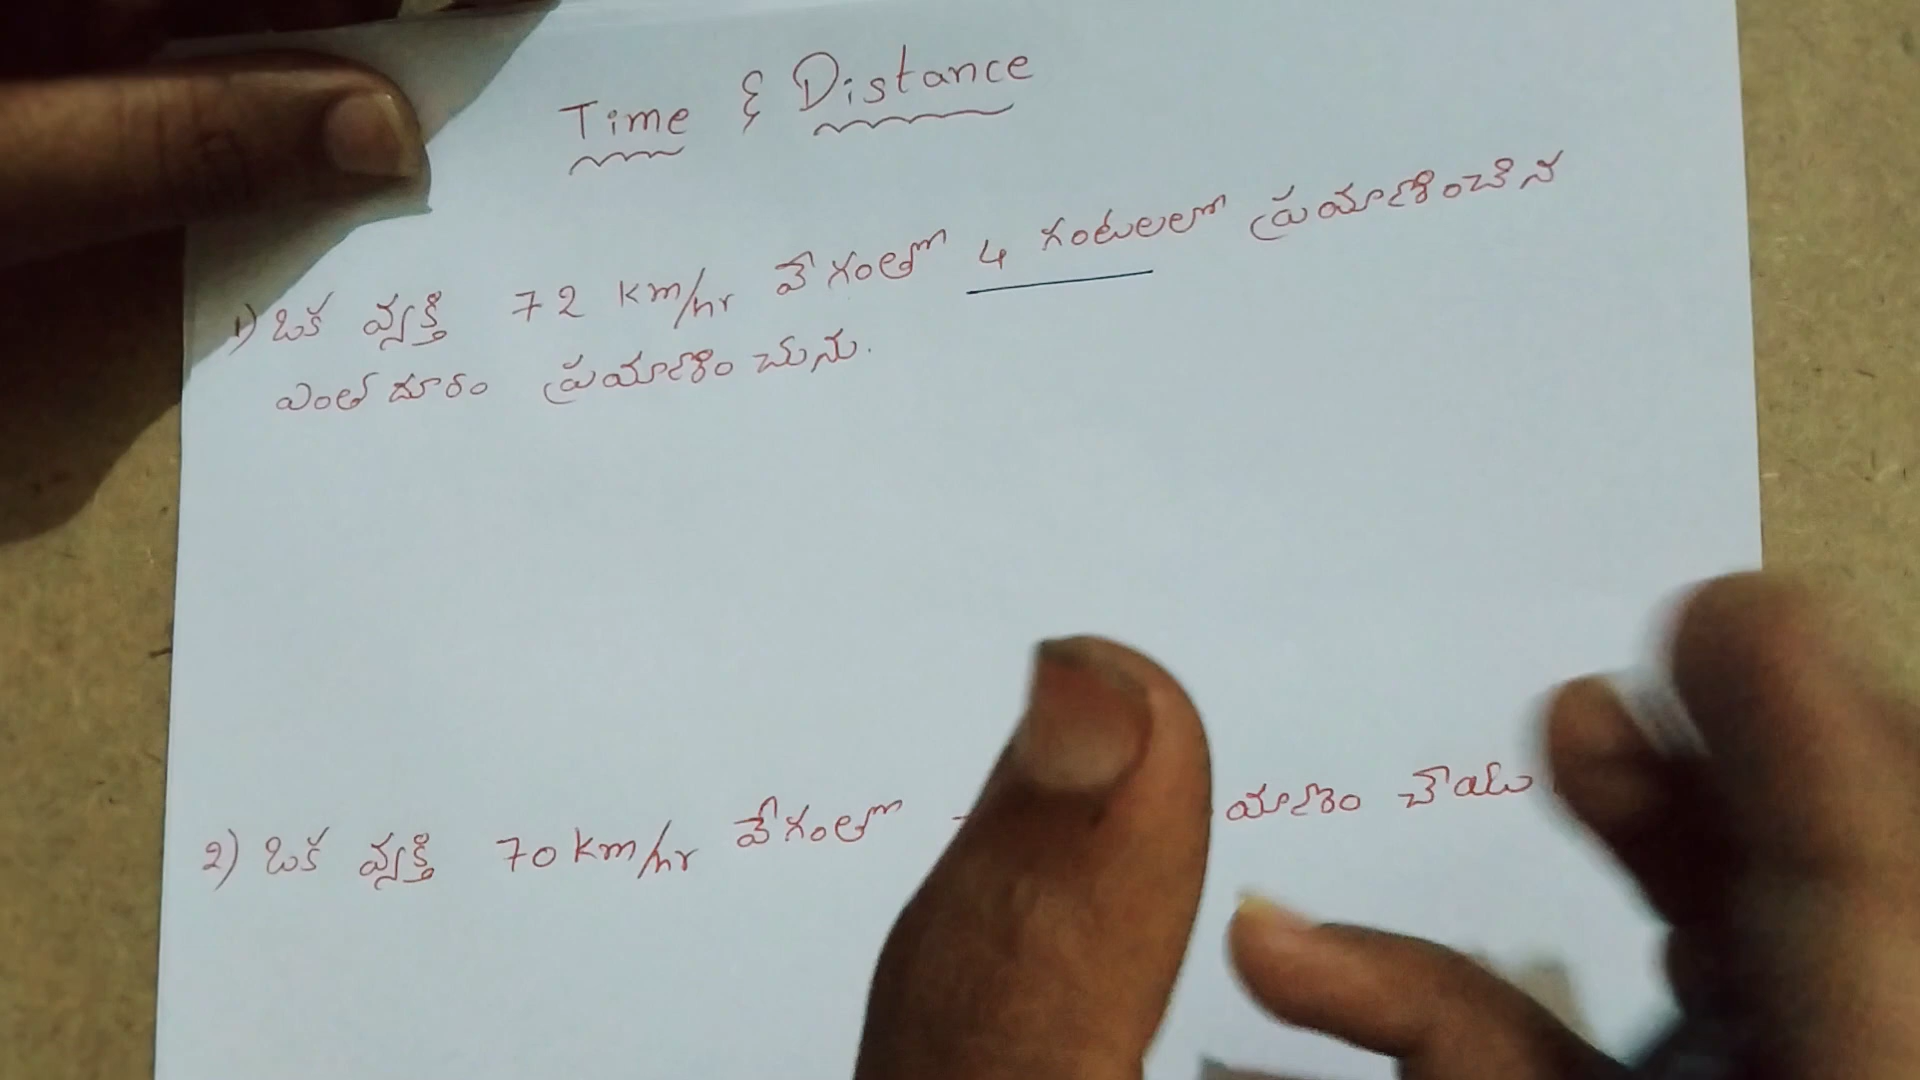 Time & Distance
1) ఒక వ్యక్తి 72 km/hr వేగంతో 4 గంటలలో ప్రయాణించిన
ఎంత దూరం ప్రయాణించును.
2) ఒక వ్యక్తి 70 km/hr వేగంతో